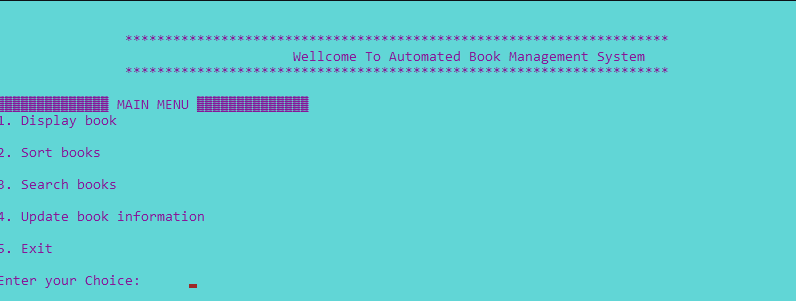 ********************************************************************
Wellcome To Automated Book Management System
********************************************************************
▓▓▓▓▓▓▓▓▓▓▓▓▓▓ MAIN MENU ▓▓▓▓▓▓▓▓▓▓▓▓▓▓
1. Display book
2. Sort books
3. Search books
4. Update book information
5. Exit
Enter your Choice: